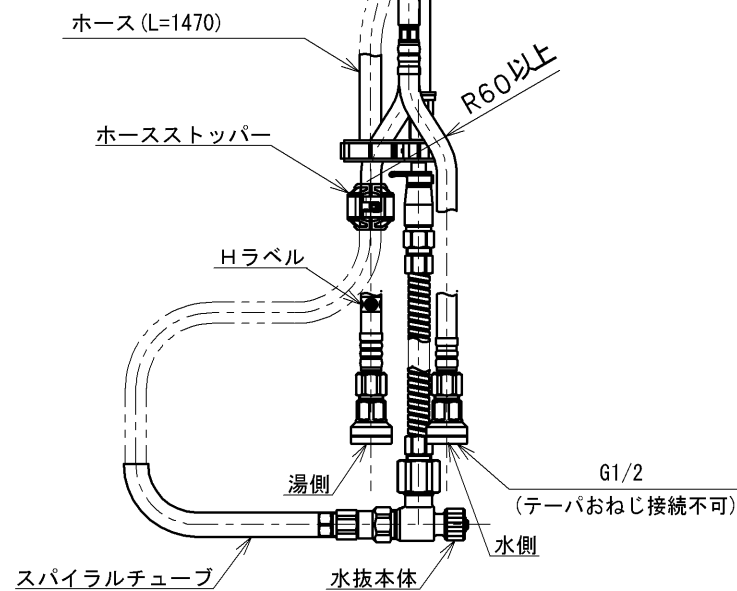 ホース(L=1470)
R60以上
ホースストッパー
Hラベル
湯側
G1/2
(テーパおねじ接続不可)
水側
スパイラルチューブ
水抜本体